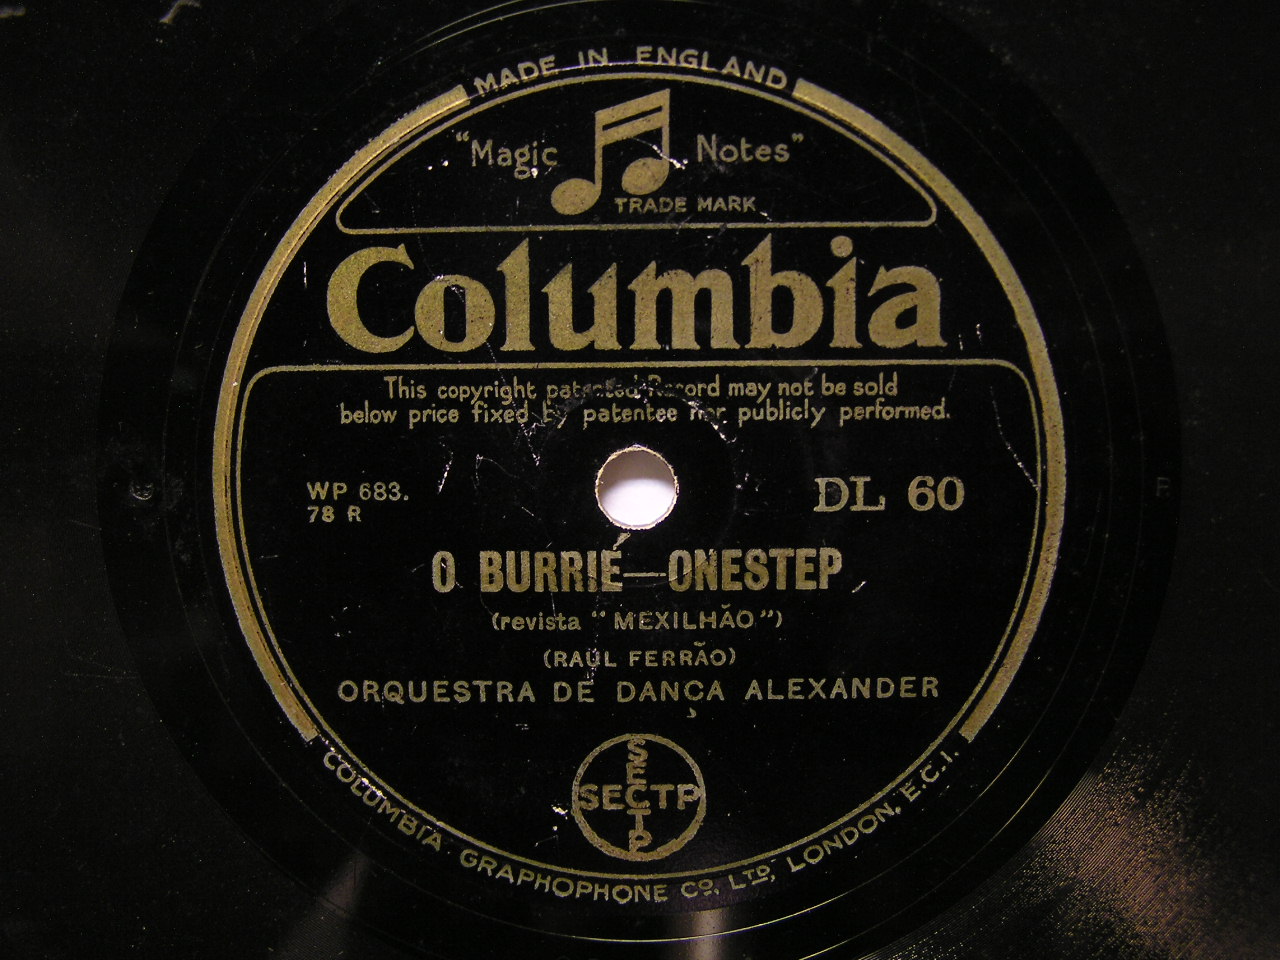 MADE IN ENGLAND
"Magic Notes"
TRADE MARK
Columbia
This copyright patented Record may not be sold
below price fixed by patentee nor publicly performed.
WP 683.
78 R
DL 60
O BURRIÉ—ONESTEP
(revista "MEXILHÃO")
(RAUL FERRÃO)
ORQUESTRA DE DANÇA ALEXANDER
SECTP
SECTP
COLUMBIA GRAPHOPHONE CO. LTD, LONDON. E.C.1.